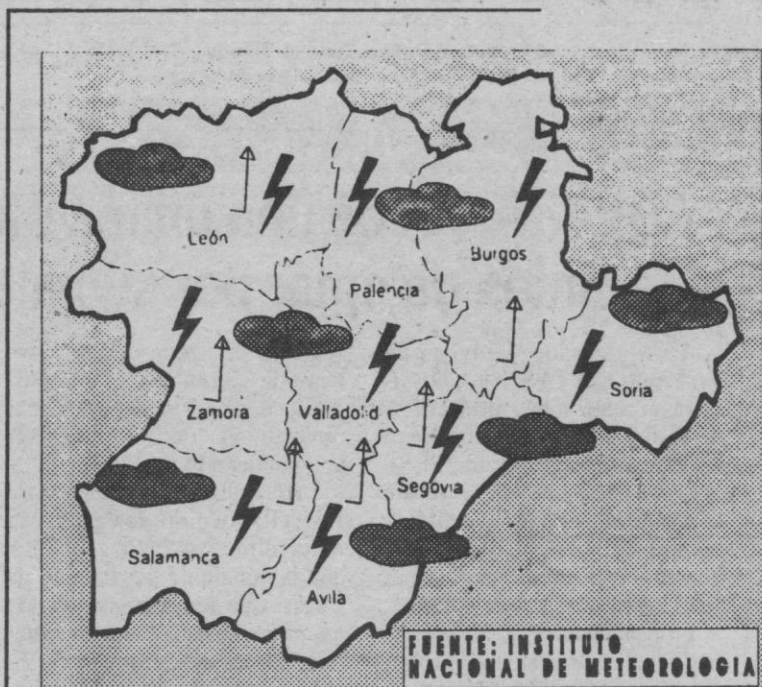 León
Burgos
Palencia
Soria
Zamora
Valladolid
Segovia
Salamanca
Avila
FUENTE: INSTITUTO
NACIONAL DE METEOROLOGIA